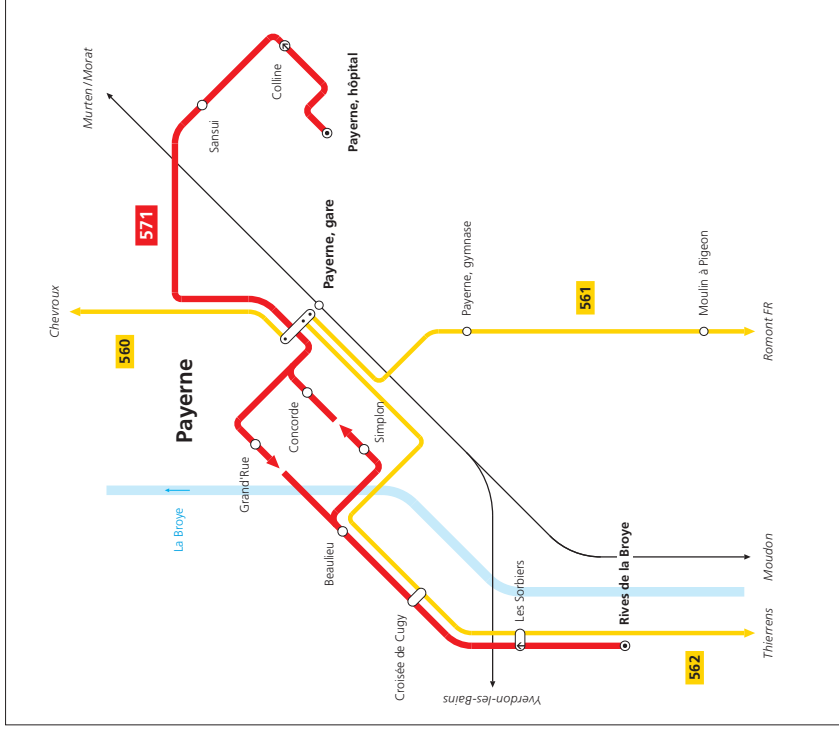 Murten/Morat
Colline
Payerne, hôpital
Sansui
571
Payerne, gare
Chevroux
560
Payerne
Payerne, gymnase
561
Moulin à Pigeon
Romont FR
Concorde
Simplon
Grand'Rue
La Broye
Beaulieu
Croisée de Cugy
Les Sorbiers
Rives de la Broye
Moudon
Thierrens
562
Yverdon-les-Bains